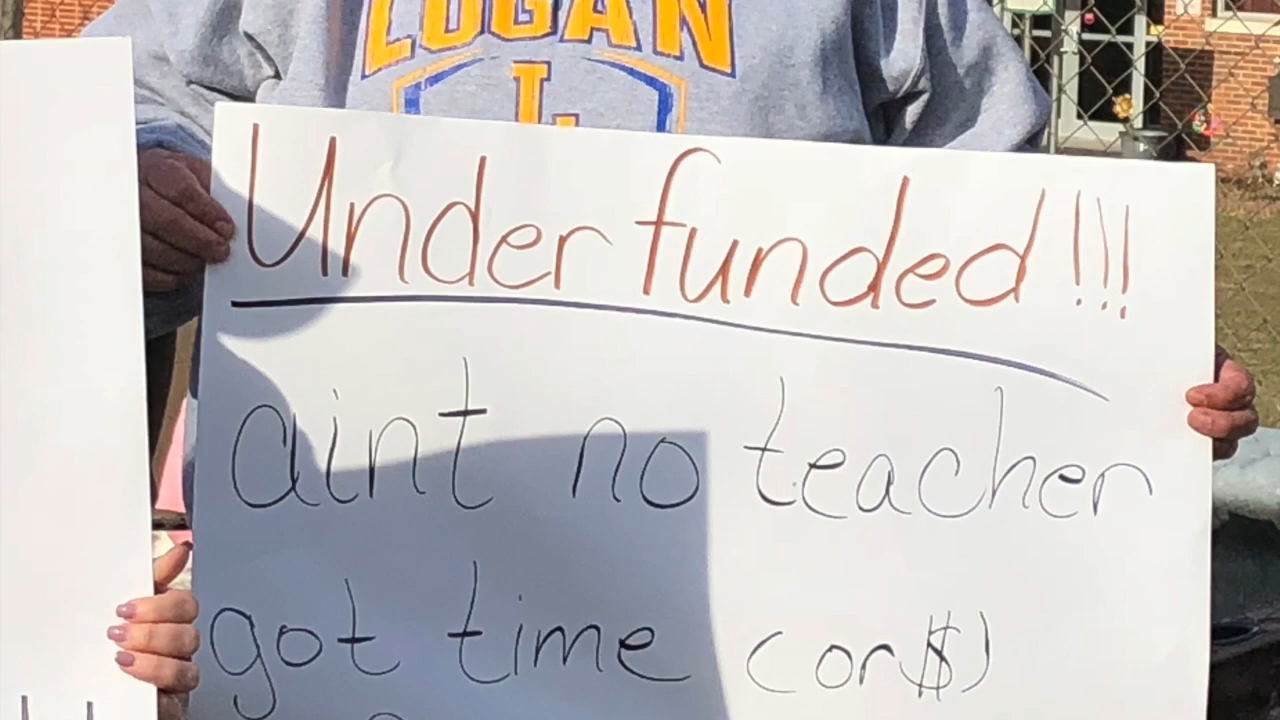 LOGAN
L
Underfunded!!!
aint no teacher
got time (or $)